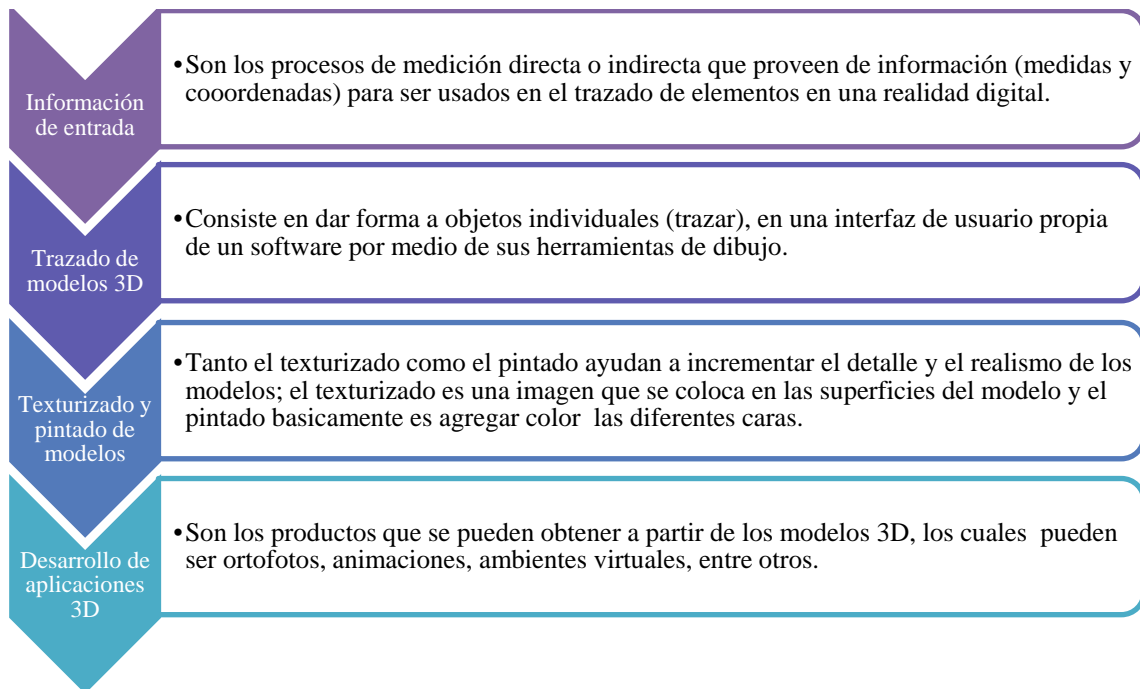 Información
de entrada
•Son los procesos de medición directa o indirecta que proveen de información (medidas y
cooordenadas) para ser usados en el trazado de elementos en una realidad digital.
Trazado de
modelos 3D
•Consiste en dar forma a objetos individuales (trazar), en una interfaz de usuario propia
de un software por medio de sus herramientas de dibujo.
Texturizado y
pintado de
modelos
•Tanto el texturizado como el pintado ayudan a incrementar el detalle y el realismo de los
modelos; el texturizado es una imagen que se coloca en las superficies del modelo y el
pintado basicamente es agregar color  las diferentes caras.
Desarrollo de
aplicaciones
3D
•Son los productos que se pueden obtener a partir de los modelos 3D, los cuales  pueden
ser ortofotos, animaciones, ambientes virtuales, entre otros.